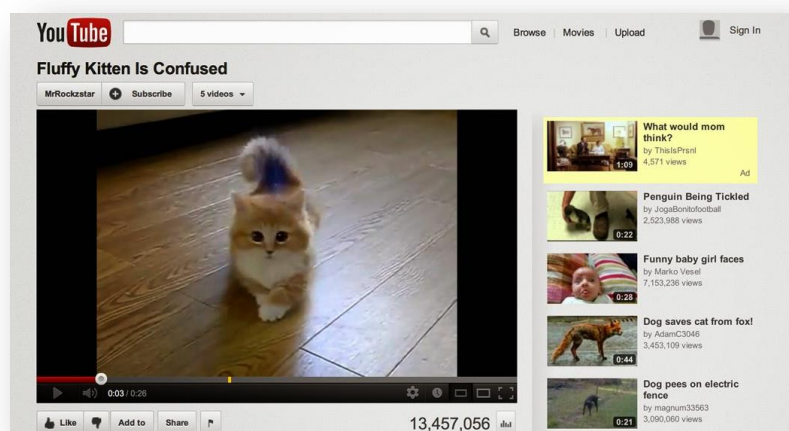 YouTube
Browse | Movies | Upload
Sign In
Fluffy Kitten Is Confused
MrRockzstar
Subscribe
5 videos
What would mom
think?
by ThisIsPrsnl
4,571 views
Ad
1:09
Penguin Being Tickled
by JogaBonitofootball
2,523,988 views
0:22
Funny baby girl faces
by Marko Vesel
7,153,236 views
0:28
Dog saves cat from fox!
by AdamC3046
3,453,109 views
0:44
Dog pees on electric
fence
by magnum33563
3,090,060 views
0:21
0:03 / 0:26
Like
Add to
Share
13,457,056